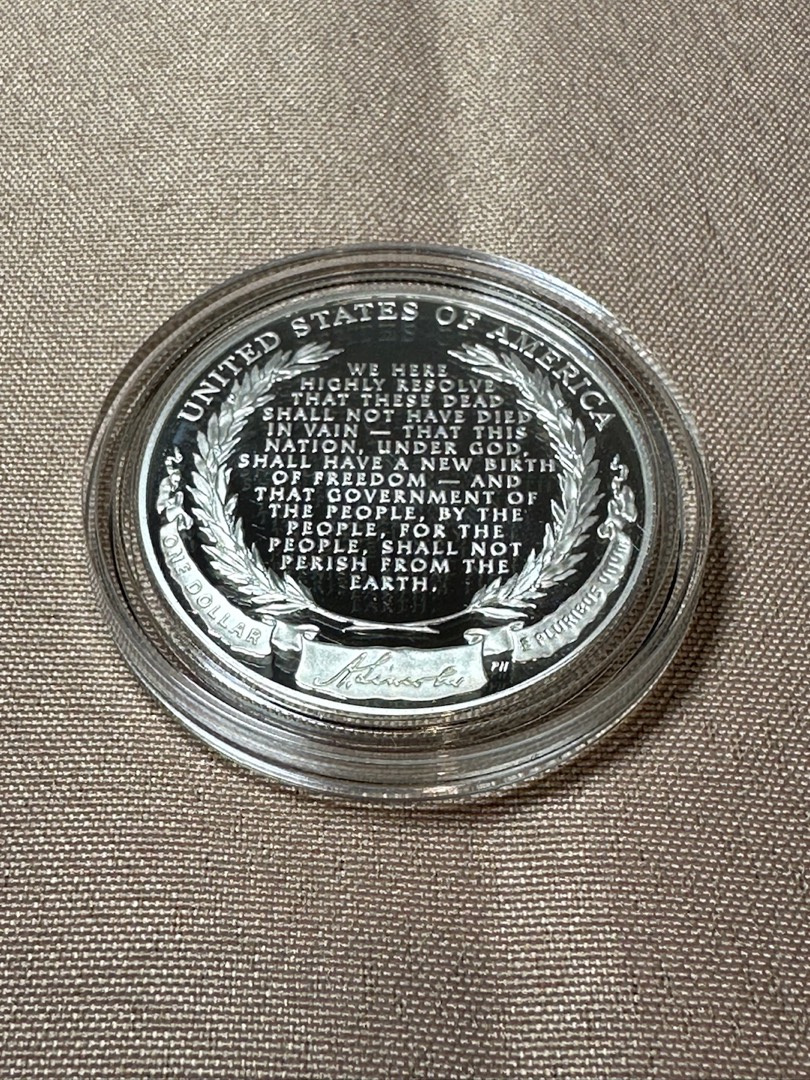 UNITED STATES OF AMERICA
WE HERE
HIGHLY RESOLVE
THAT THESE DEAD
SHALL NOT HAVE DIED
IN VAIN — THAT THIS
NATION, UNDER GOD,
SHALL HAVE A NEW BIRTH
OF FREEDOM — AND
THAT GOVERNMENT OF
THE PEOPLE, BY THE
PEOPLE, FOR THE
PEOPLE, SHALL NOT
PERISH FROM THE
EARTH.
ONE DOLLAR
A. Lincoln
PH
E PLURIBUS UNUM